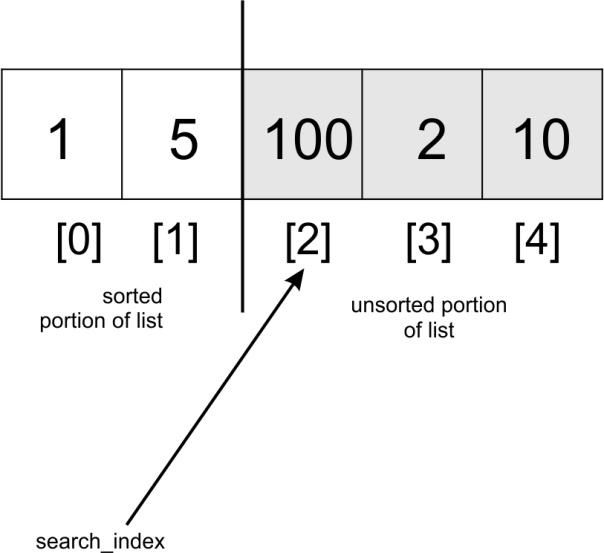 1 5 100 2 10
[0] [1] [2] [3] [4]
sorted
portion of list
unsorted portion
of list
search_index